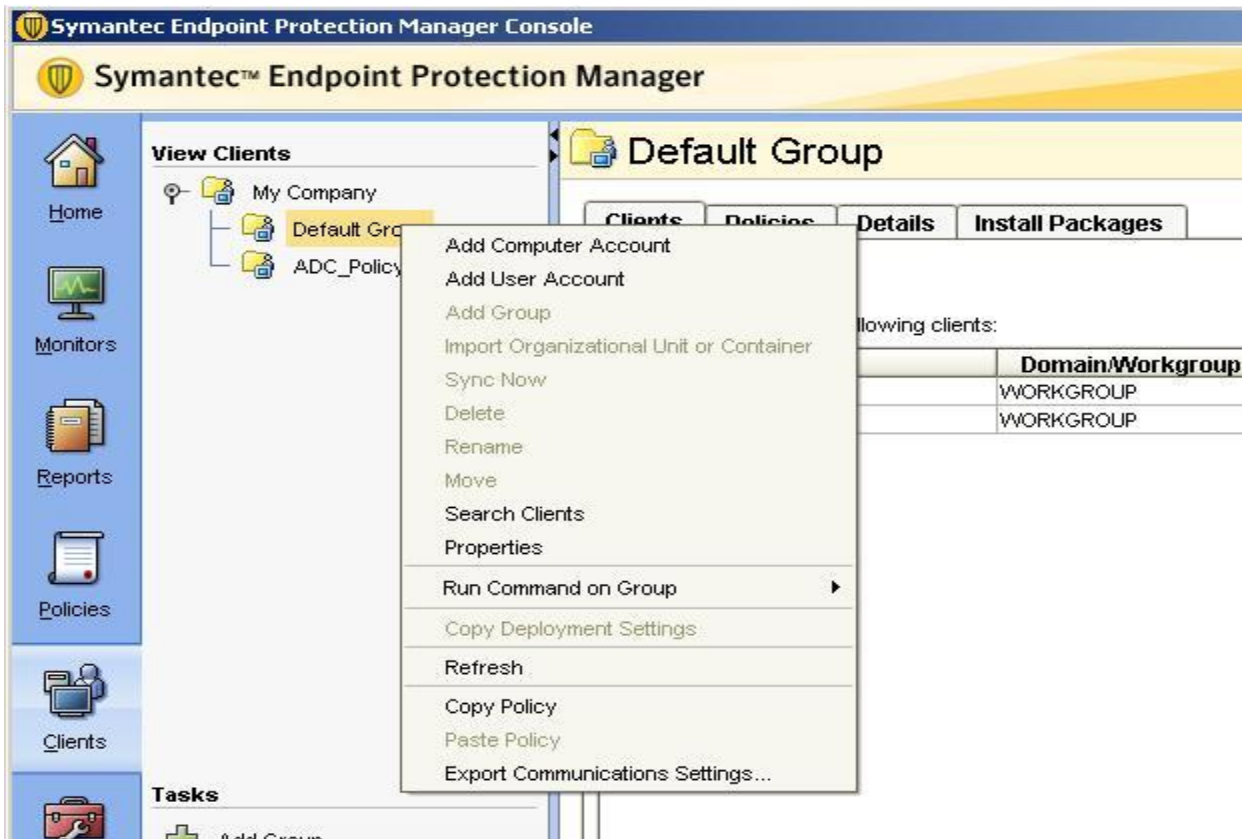 Symantec Endpoint Protection Manager Console
Symantec™ Endpoint Protection Manager
Home
Monitors
Reports
Policies
Clients
View Clients
My Company
Default Gro
ADC_Policy
Tasks
Add Group
Default Group
Clients
Policies
Details
Install Packages
llowing clients:
Domain/Workgroup
WORKGROUP
WORKGROUP
Add Computer Account
Add User Account
Add Group
Import Organizational Unit or Container
Sync Now
Delete
Rename
Move
Search Clients
Properties
Run Command on Group
Copy Deployment Settings
Refresh
Copy Policy
Paste Policy
Export Communications Settings...